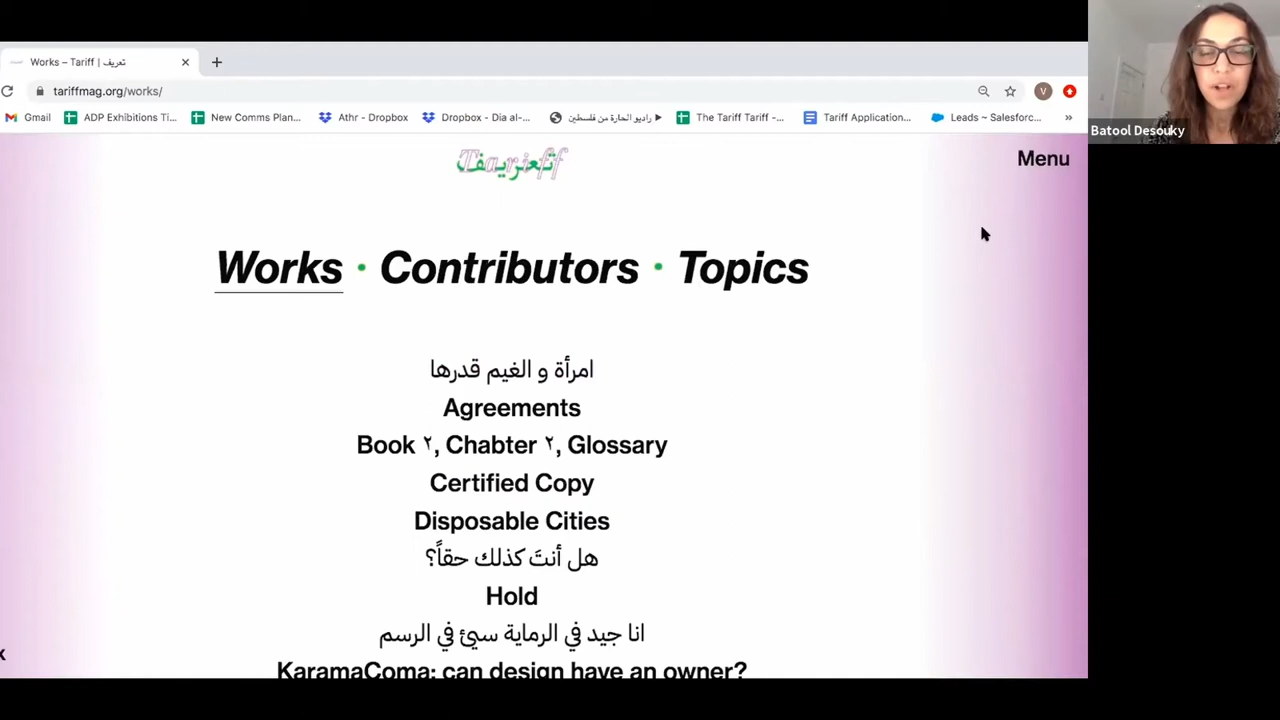 Works – Tariff | تعريف
tariffmag.org/works/
V
Gmail
ADP Exhibitions Ti...
New Comms Plan...
Athr - Dropbox
Dropbox - Dia al-...
راديو الحارة من فلسطين
The Tariff Tariff -...
Tariff Application...
Leads ~ Salesforc...
Batool Desouky
Tariff تعريف
Menu
Works · Contributors · Topics
امرأة و الغيم قدرها
Agreements
Book ٢, Chabter ٢, Glossary
Certified Copy
Disposable Cities
هل أنتَ كذلك حقاً؟
Hold
انا جيد في الرماية سيئ في الرسم
x
KaramaComa: can design have an owner?